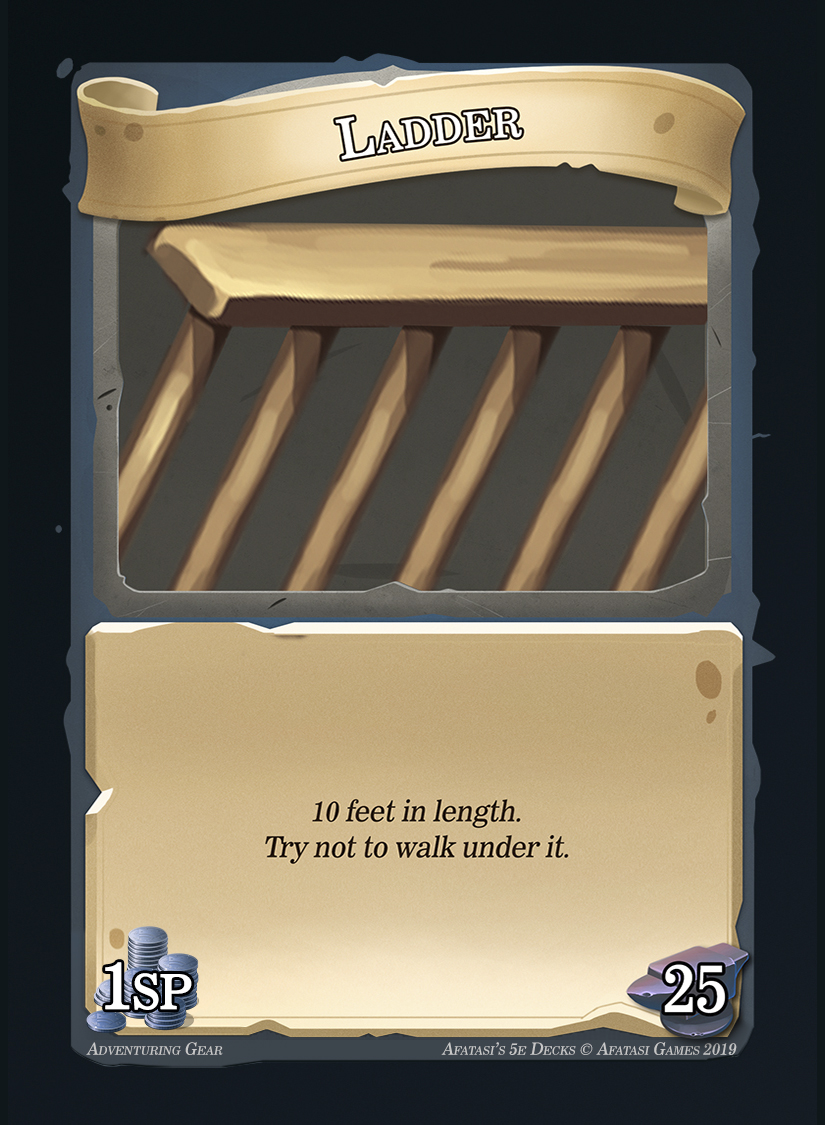 Ladder
10 feet in length.
Try not to walk under it.
1SP
25
Adventuring Gear
Afatasi's 5e Decks © Afatasi Games 2019